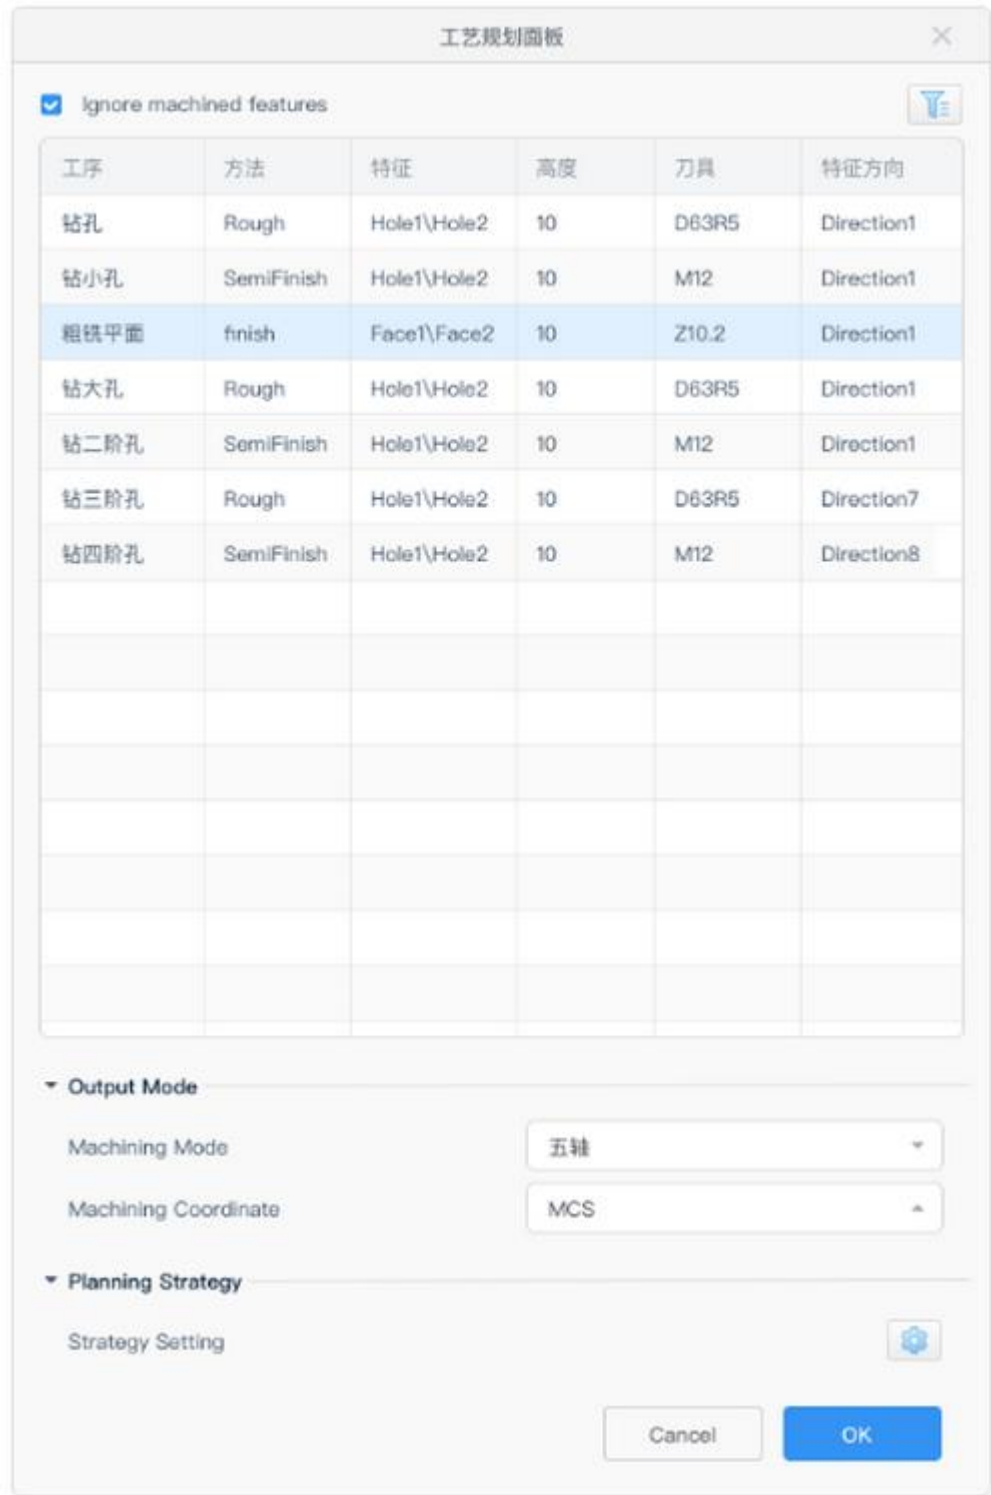 工艺规划面板
Ignore machined features
工序 方法 特征 高度 刀具 特征方向
钻孔 Rough Hole1\Hole2 10 D63R5 Direction1
钻小孔 SemiFinish Hole1\Hole2 10 M12 Direction1
粗铣平面 finish Face1\Face2 10 Z10.2 Direction1
钻大孔 Rough Hole1\Hole2 10 D63R5 Direction1
钻二阶孔 SemiFinish Hole1\Hole2 10 M12 Direction1
钻三阶孔 Rough Hole1\Hole2 10 D63R5 Direction7
钻四阶孔 SemiFinish Hole1\Hole2 10 M12 Direction8
Output Mode
Machining Mode 五轴
Machining Coordinate MCS
Planning Strategy
Strategy Setting
Cancel OK